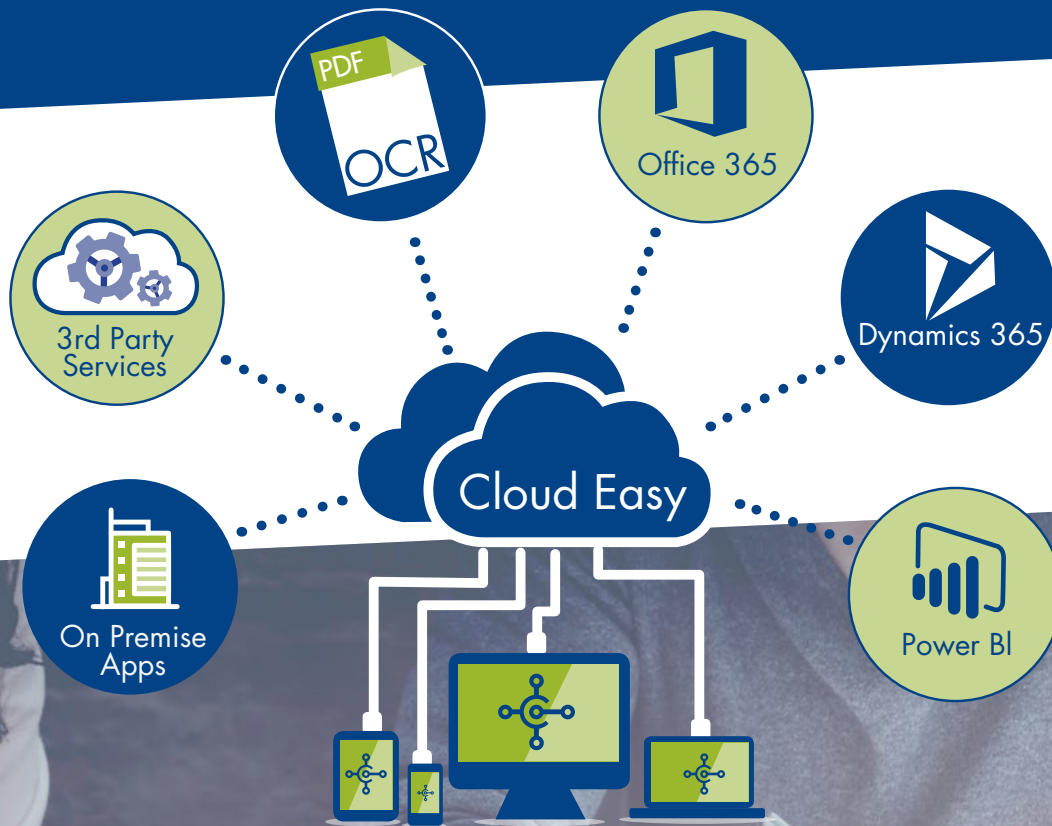 PDF
OCR
Office 365
3rd Party
Services
Dynamics 365
Cloud Easy
On Premise
Apps
Power BI